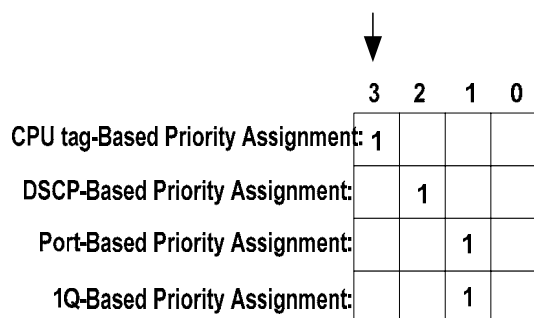 3 2 1 0
CPU tag-Based Priority Assignment: 1
DSCP-Based Priority Assignment: 1
Port-Based Priority Assignment: 1
1Q-Based Priority Assignment: 1